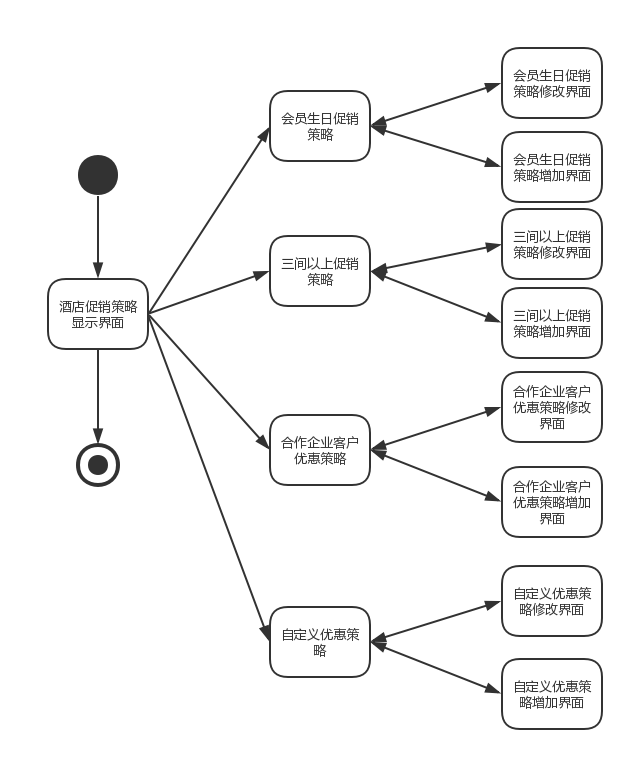 酒店促销策略
显示界面
会员生日促销
策略
会员生日促销
策略修改界面
会员生日促销
策略增加界面
三间以上促销
策略
三间以上促销
策略修改界面
三间以上促销
策略增加界面
合作企业客户
优惠策略
合作企业客户
优惠策略修改
界面
合作企业客户
优惠策略增加
界面
自定义优惠策
略
自定义优惠策
略修改界面
自定义优惠策
略增加界面